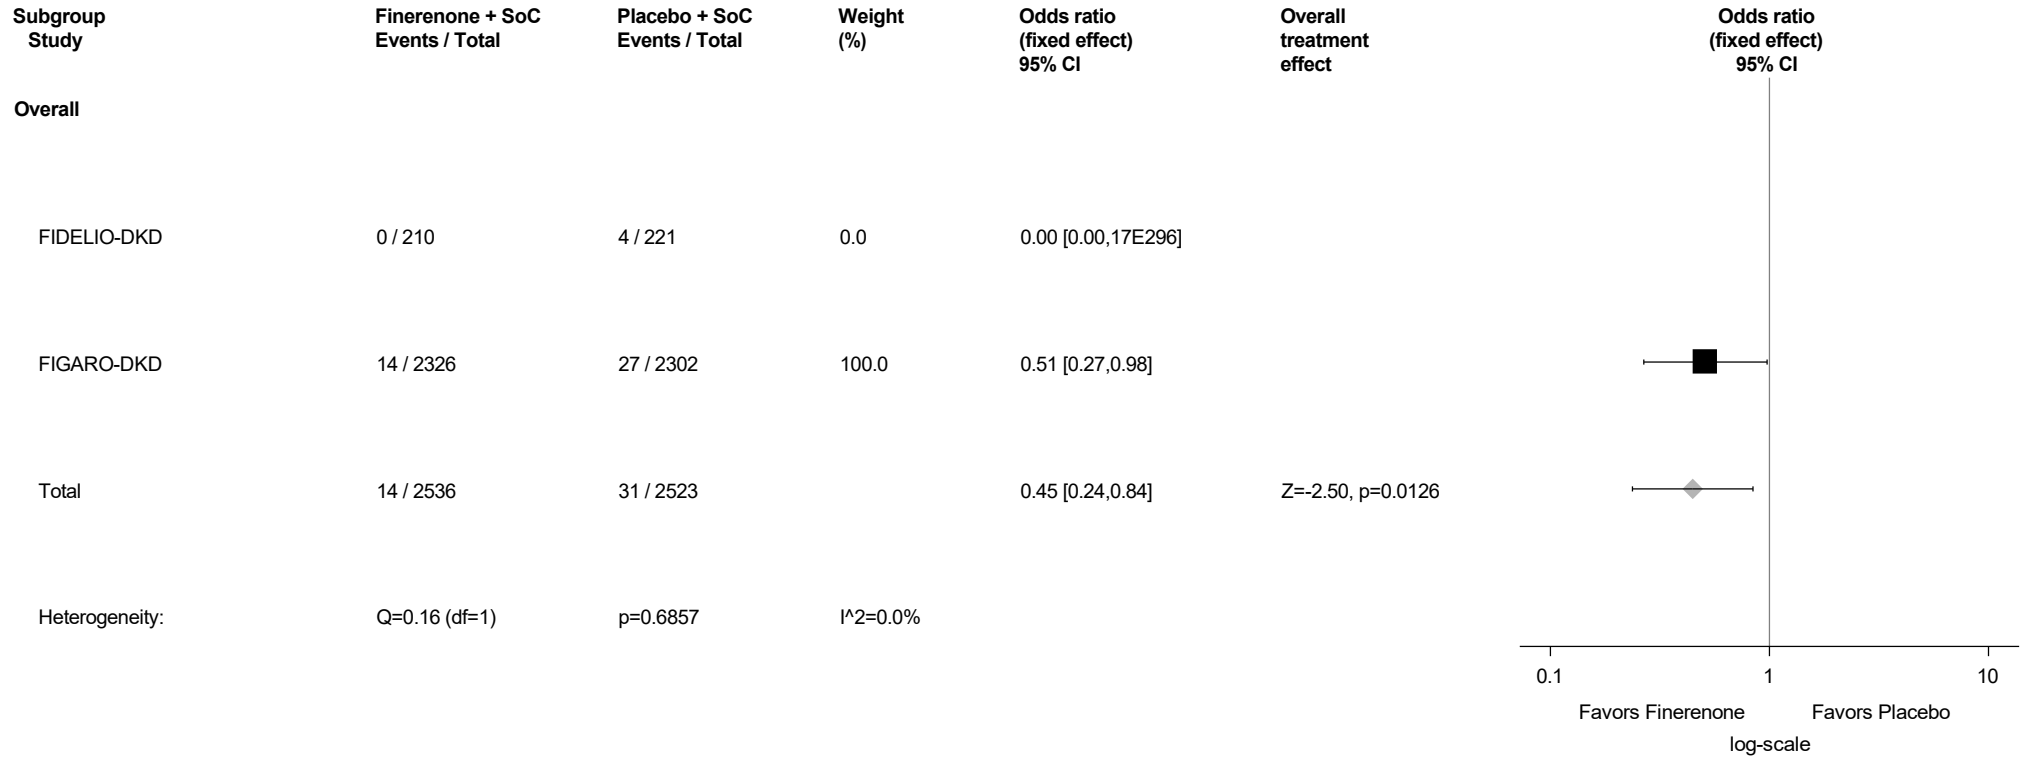 Subgroup Finerenone + SoC Placebo + SoC Weight Odds ratio Overall Odds ratio
Study Events / Total Events / Total (%) (fixed effect) treatment (fixed effect)
95% CI effect 95% CI
Overall
FIDELIO-DKD 0 / 210 4 / 221 0.0 0.00 [0.00,17E296]
FIGARO-DKD 14 / 2326 27 / 2302 100.0 0.51 [0.27,0.98]
Total 14 / 2536 31 / 2523 0.45 [0.24,0.84] Z=-2.50, p=0.0126
Heterogeneity: Q=0.16 (df=1) p=0.6857 I^2=0.0%
0.1 1 10
Favors Finerenone Favors Placebo
log-scale